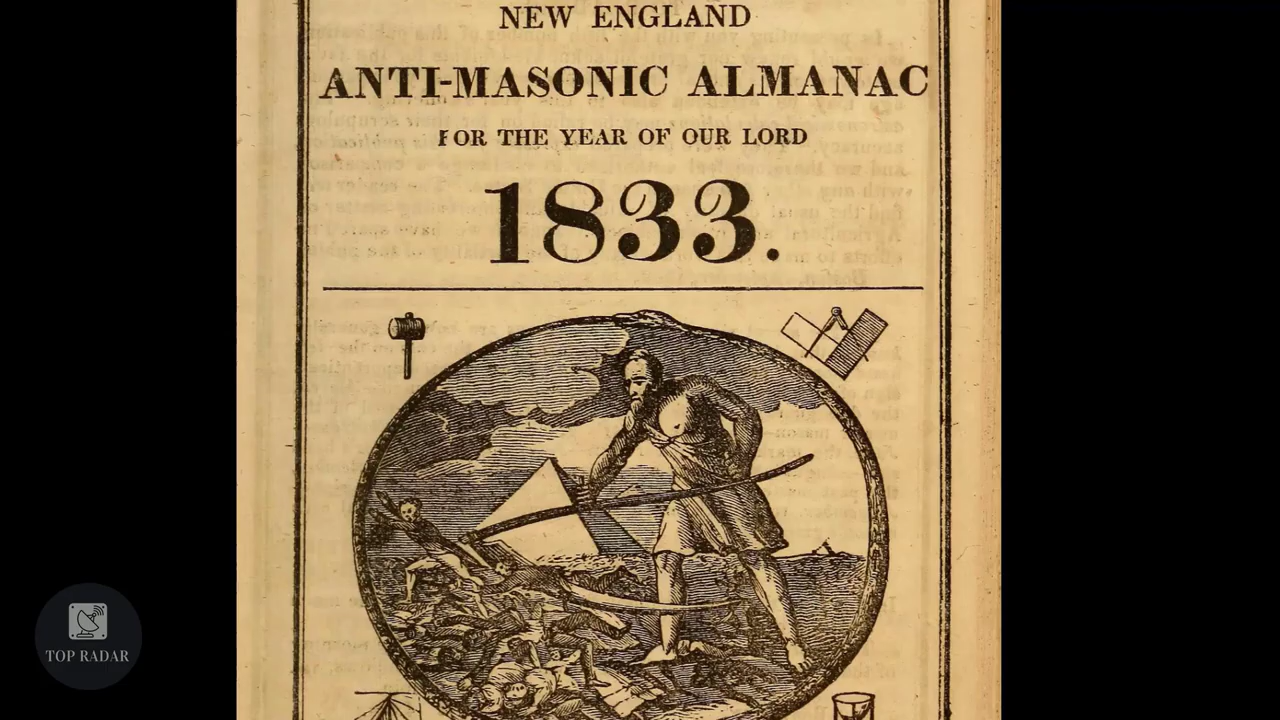 NEW ENGLAND
ANTI-MASONIC ALMANAC
FOR THE YEAR OF OUR LORD
1833.
TOP RADAR